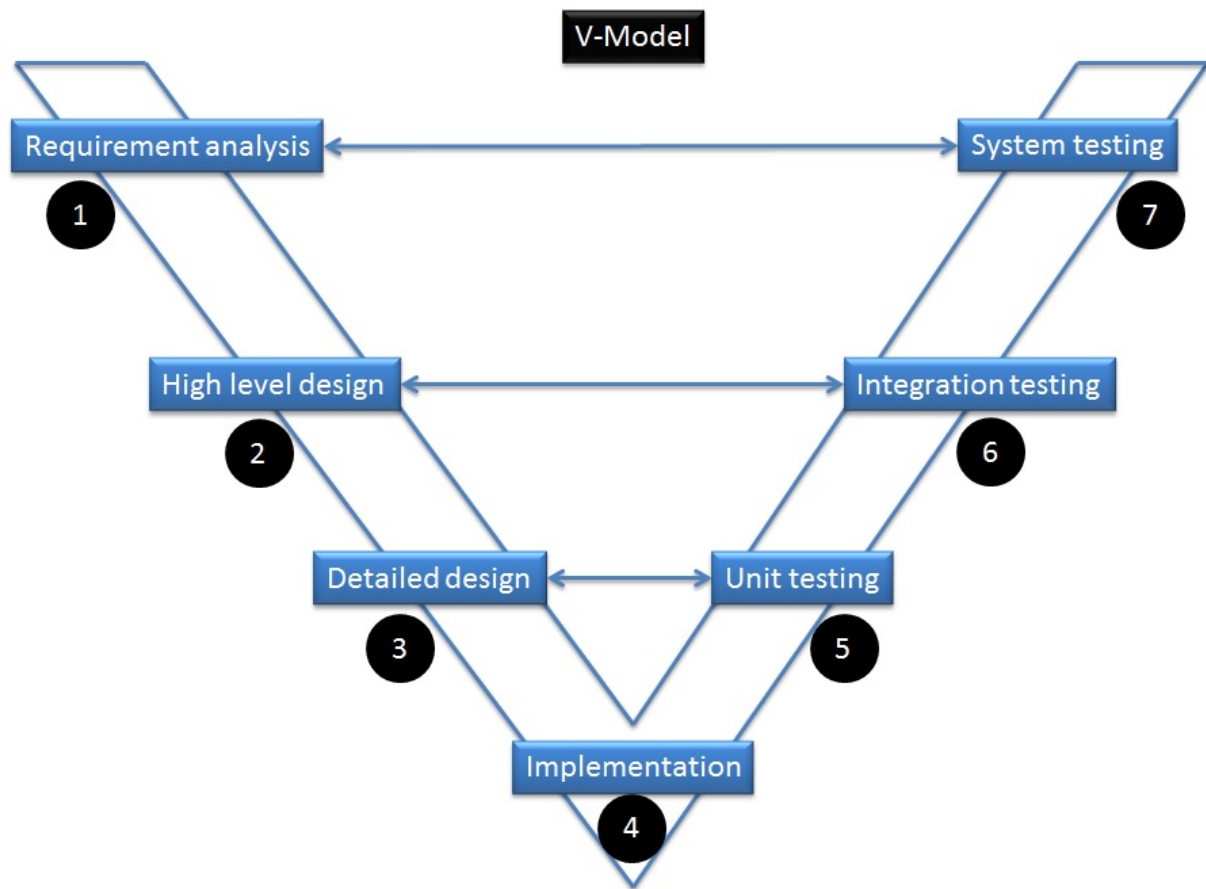 V-Model
Requirement analysis
System testing
1
7
High level design
Integration testing
2
6
Detailed design
Unit testing
3
5
Implementation
4